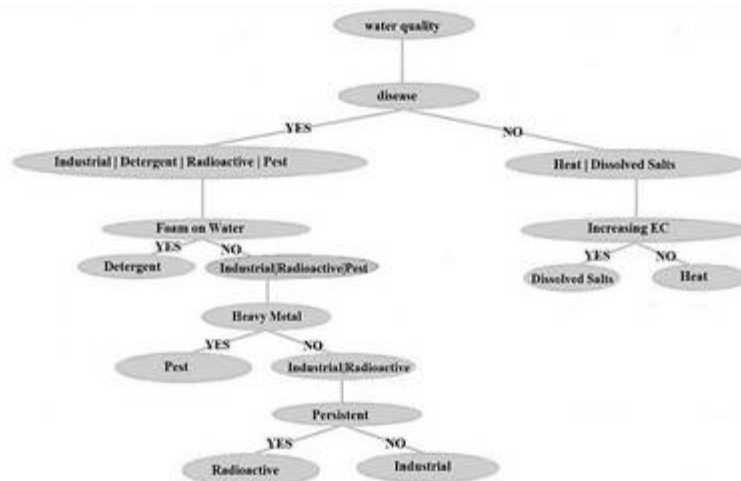 water quality
disease
YES
NO
Industrial | Detergent | Radioactive | Pest
Heat | Dissolved Salts
Foam on Water
Increasing EC
YES
NO
YES
NO
Detergent
Industrial|Radioactive|Pest
Dissolved Salts
Heat
Heavy Metal
YES
NO
Pest
Industrial|Radioactive
Persistent
YES
NO
Radioactive
Industrial